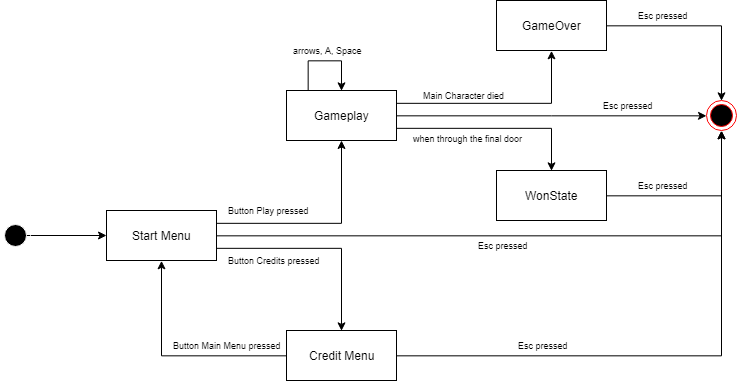 Esc pressed
GameOver
arrows, A, Space
Main Character died
Esc pressed
Gameplay
when through the final door
Esc pressed
WonState
Button Play pressed
Start Menu
Esc pressed
Button Credits pressed
Button Main Menu pressed
Esc pressed
Credit Menu